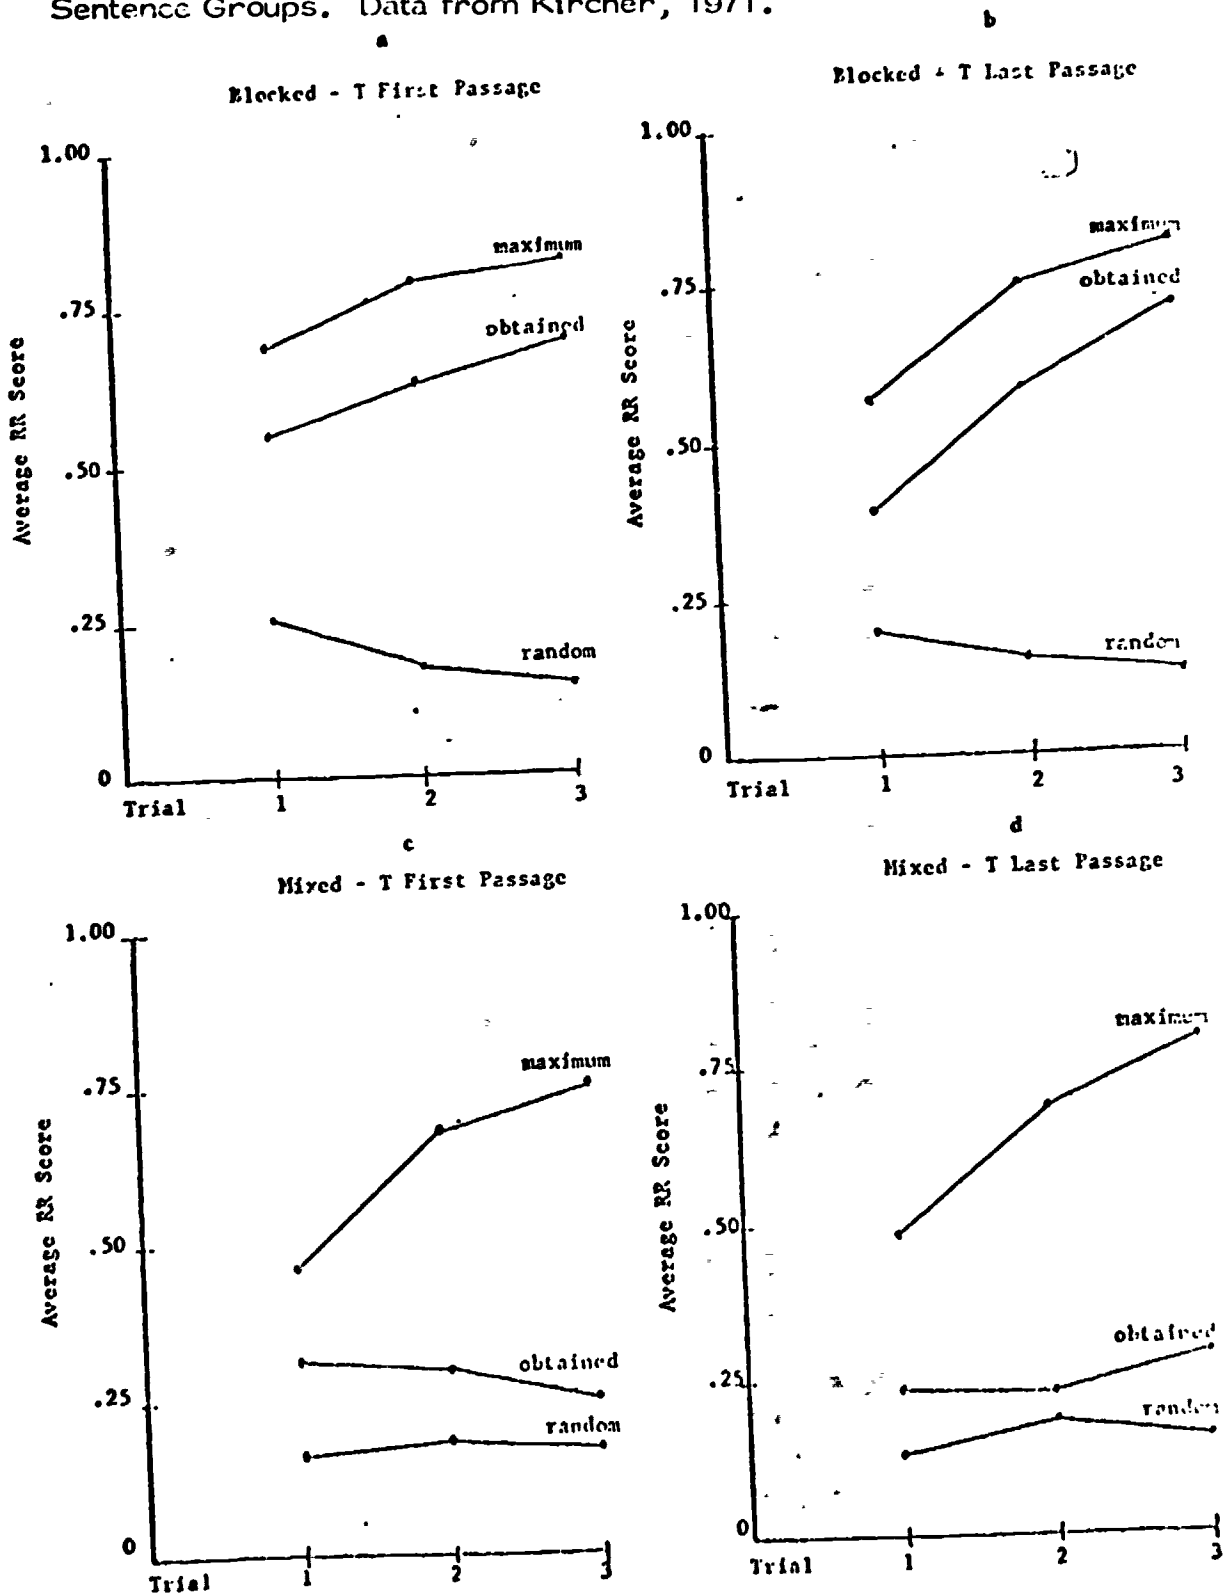 Sentence Groups. Data from Kircher, 1971.
a
Blocked - T First Passage
1.00
.75
.50
.25
0
Average RR Score
maximum
obtained
random
Trial 1 2 3
b
Blocked - T Last Passage
1.00
.75
.50
.25
0
Average RR Score
maximum
obtained
random
Trial 1 2 3
c
Mixed - T First Passage
1.00
.75
.50
.25
0
Average RR Score
maximum
obtained
random
Trial 1 2 3
d
Mixed - T Last Passage
1.00
.75
.50
.25
0
Average RR Score
maximum
obtained
random
Trial 1 2 3